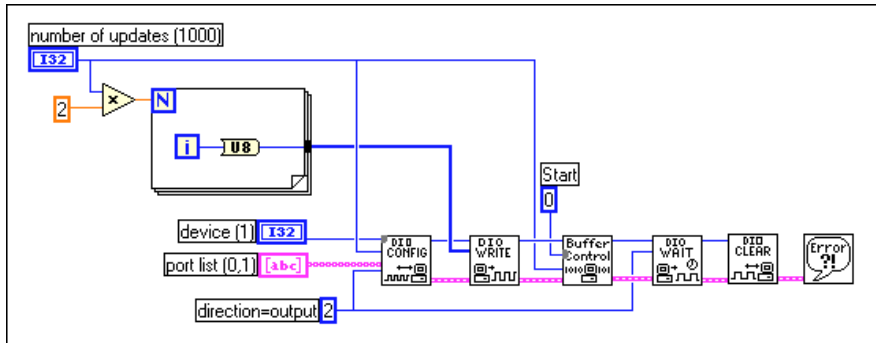 number of updates (1000)
I32
2
x
N
i
U8
Start
0
device (1)
I32
DIO CONFIG
DIO WRITE
Buffer Control
DIO WAIT
DIO CLEAR
Error ?!
port list (0,1)
[abc]
direction=output
2